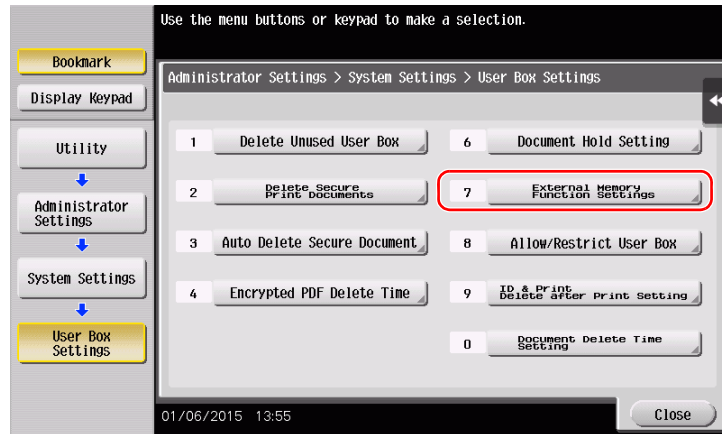 Use the menu buttons or keypad to make a selection.
Bookmark
Display Keypad
Utility
Administrator
Settings
System Settings
User Box
Settings
Administrator Settings > System Settings > User Box Settings
1 Delete Unused User Box
2 Delete Secure
Print Documents
3 Auto Delete Secure Document
4 Encrypted PDF Delete Time
6 Document Hold Setting
7 External Memory
Function Settings
8 Allow/Restrict User Box
9 ID & Print
Delete after Print Setting
0 Document Delete Time
Setting
01/06/2015 13:55
Close